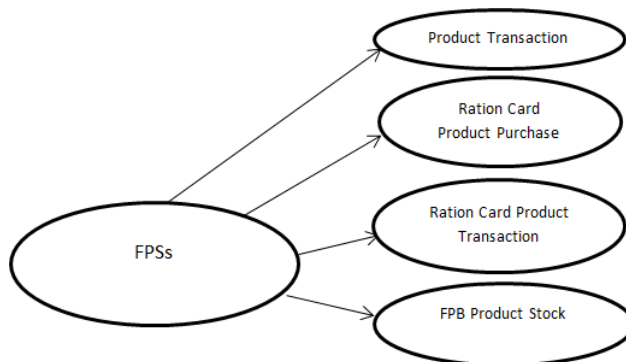 Product Transaction
Ration Card
Product Purchase
Ration Card Product
Transaction
FPSs
FPB Product Stock